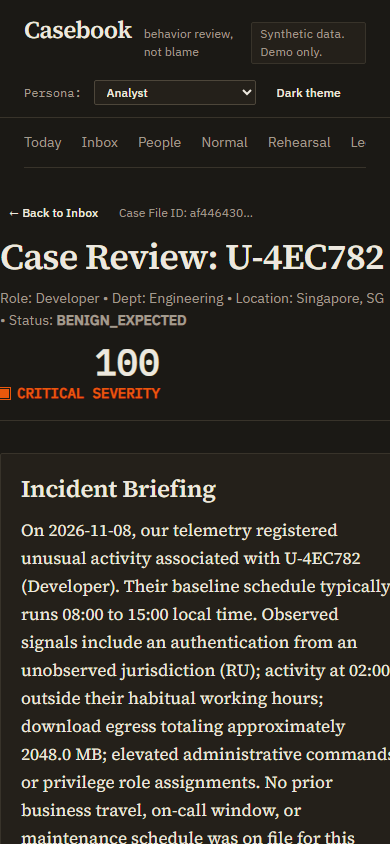 Casebook
behavior review,
not blame
Synthetic data.
Demo only.
Persona:
Analyst
Dark theme
Today
Inbox
People
Normal
Rehearsal
← Back to Inbox
Case File ID: af446430...
Case Review: U-4EC782
Role: Developer • Dept: Engineering • Location: Singapore, SG
• Status: BENIGN_EXPECTED
100
CRITICAL SEVERITY
Incident Briefing
On 2026-11-08, our telemetry registered
unusual activity associated with U-4EC782
(Developer). Their baseline schedule typically
runs 08:00 to 15:00 local time. Observed
signals include an authentication from an
unobserved jurisdiction (RU); activity at 02:00
outside their habitual working hours;
download egress totaling approximately
2048.0 MB; elevated administrative commands
or privilege role assignments. No prior
business travel, on-call window, or
maintenance schedule was on file for this